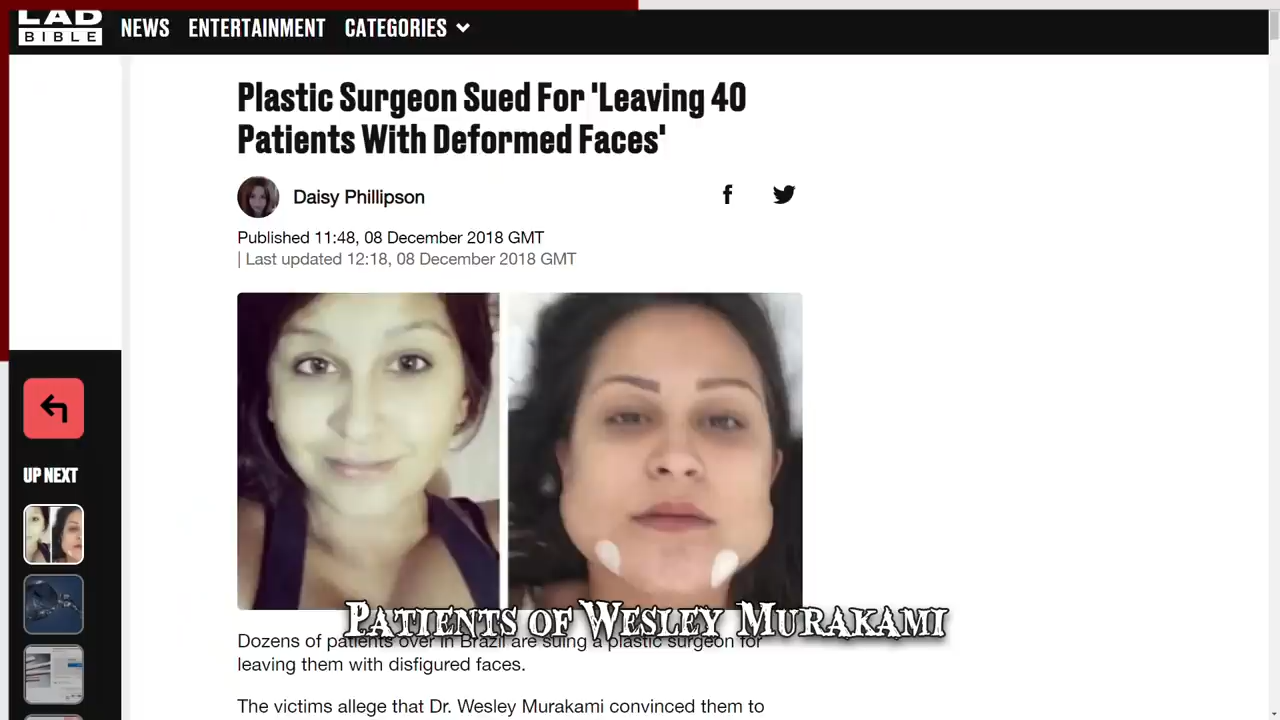 LAD
BIBLE
NEWS ENTERTAINMENT CATEGORIES
Plastic Surgeon Sued For 'Leaving 40
Patients With Deformed Faces'
Daisy Phillipson
Published 11:48, 08 December 2018 GMT
| Last updated 12:18, 08 December 2018 GMT
UP NEXT
PATIENTS OF WESLEY MURAKAMI
Dozens of patients over in Brazil are suing a plastic surgeon for
leaving them with disfigured faces.
The victims allege that Dr. Wesley Murakami convinced them to